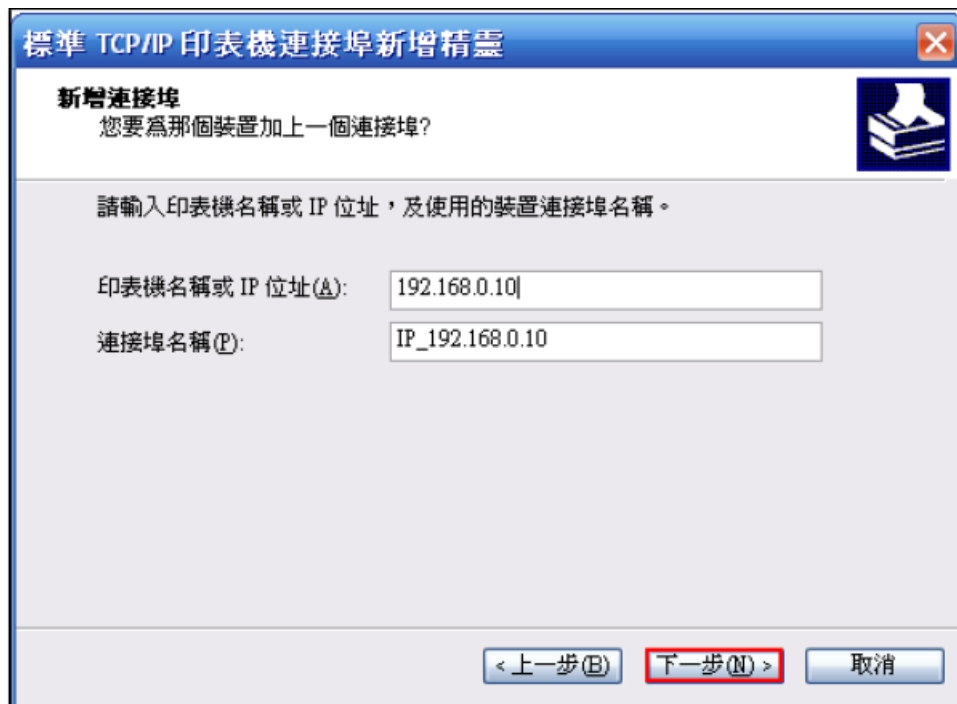 標準 TCP/IP 印表機連接埠新增精靈
新增連接埠
您要為那個裝置加上一個連接埠?
請輸入印表機名稱或 IP 位址，及使用的裝置連接埠名稱。
印表機名稱或 IP 位址(A): 192.168.0.10
連接埠名稱(P): IP_192.168.0.10
< 上一步(B) 下一步(N) > 取消